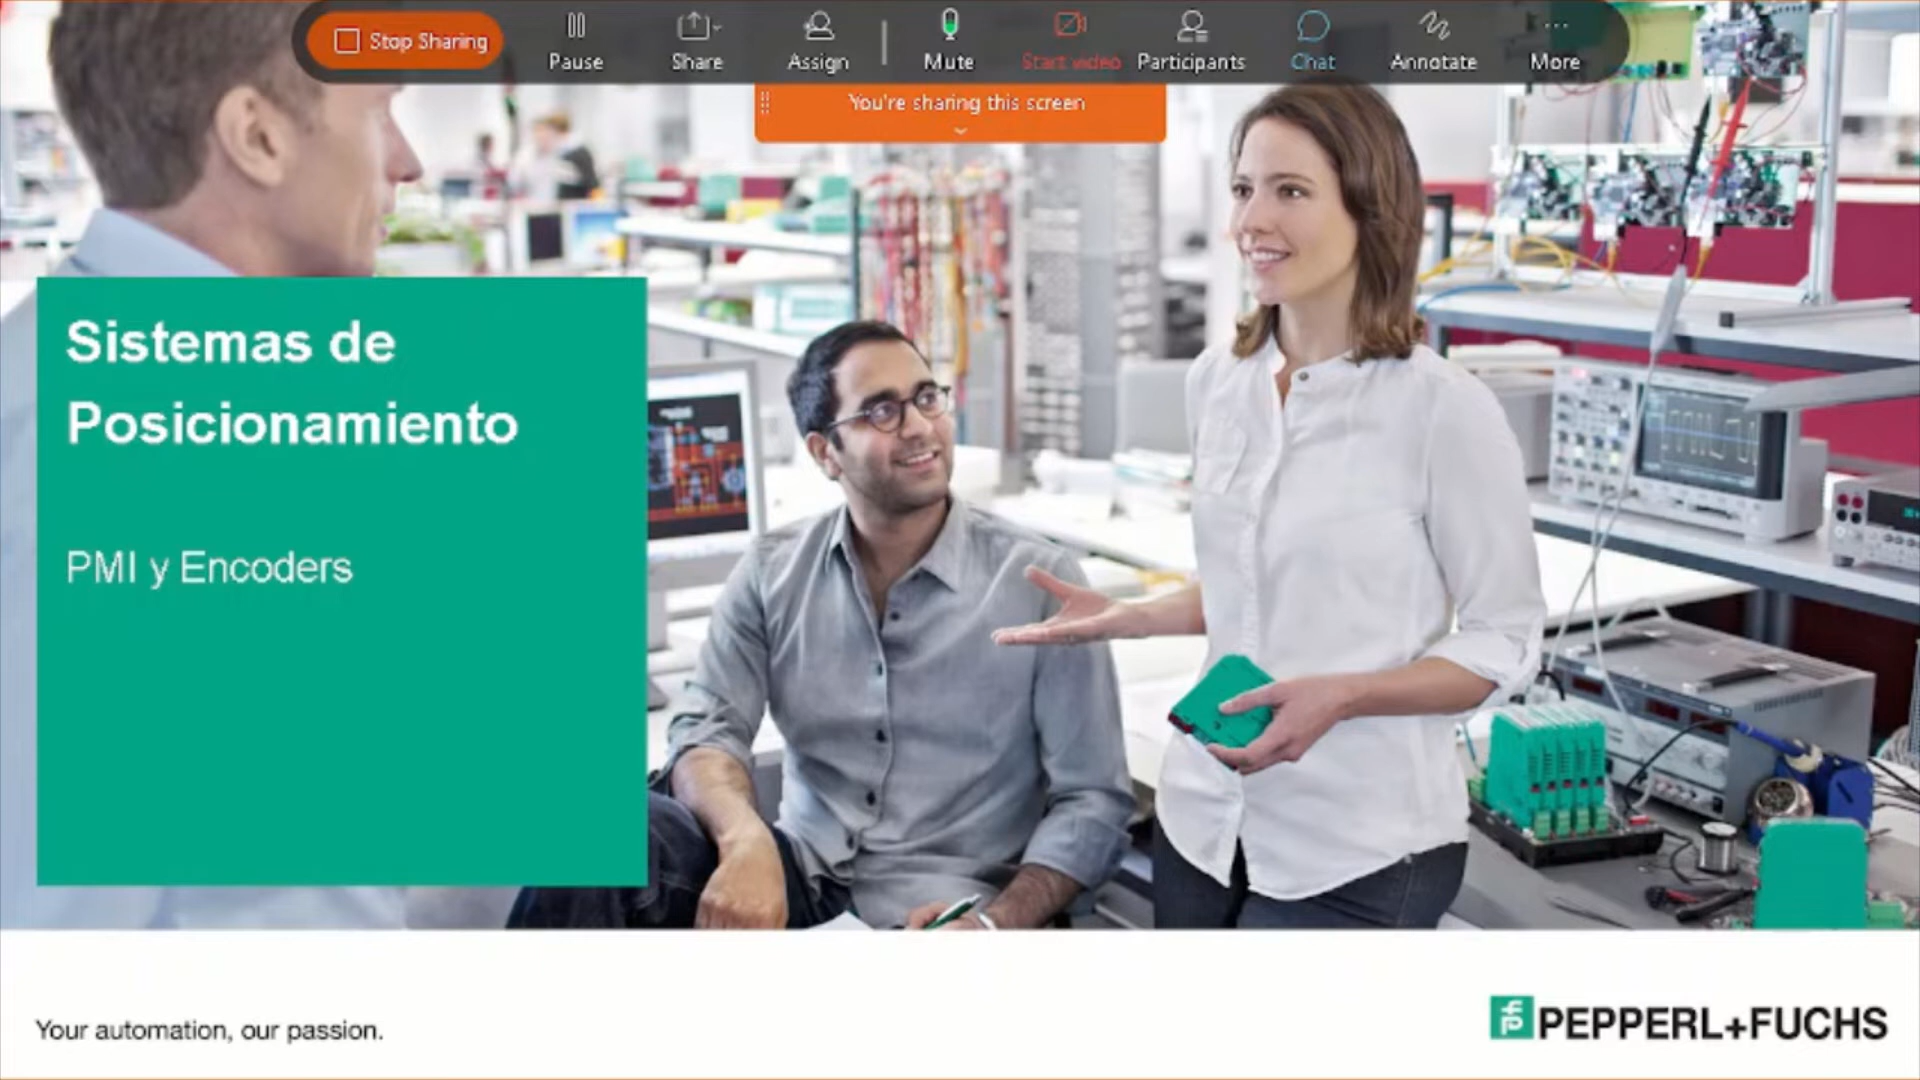 Stop Sharing
Pause
Share
Assign
Mute
Start video
Participants
Chat
Annotate
More
You're sharing this screen
Sistemas de
Posicionamiento
PMI y Encoders
Your automation, our passion.
PEPPERL+FUCHS